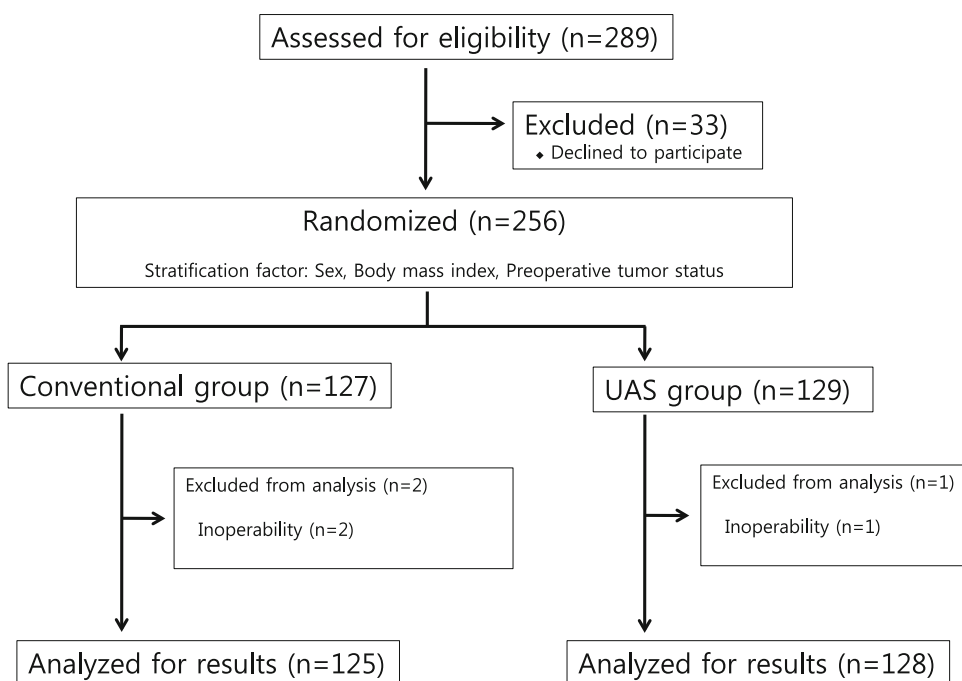 Assessed for eligibility (n=289)
Excluded (n=33)
◆ Declined to participate
Randomized (n=256)
Stratification factor: Sex, Body mass index, Preoperative tumor status
Conventional group (n=127)
UAS group (n=129)
Excluded from analysis (n=2)
Inoperability (n=2)
Excluded from analysis (n=1)
Inoperability (n=1)
Analyzed for results (n=125)
Analyzed for results (n=128)